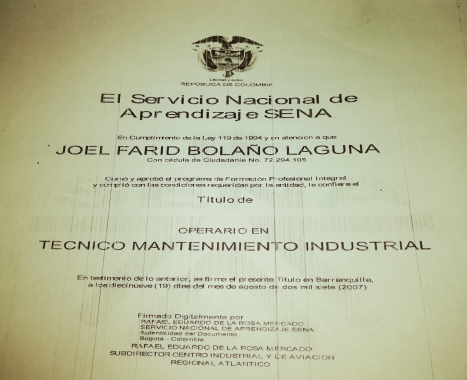 Libertad y Orden
REPUBLICA DE COLOMBIA
El Servicio Nacional de
Aprendizaje SENA
En Cumplimiento de la Ley 119 de 1994 y en atención a que
JOEL FARID BOLAÑO LAGUNA
Con cédula de Ciudadania No. 72.294.105
Cursó y aprobó el programa de Formación Profesional Integral
y cumplió con las condiciones requeridas por la entidad, le confiere el
Título de
OPERARIO EN
TECNICO MANTENIMIENTO INDUSTRIAL
En testimonio de lo anterior, se firma el presente Título en Barranquilla,
a los diecinueve (19) días del mes de agosto de dos mil siete (2007)
Firmado Digitalmente por
RAFAEL EDUARDO DE LA ROSA MERCADO
SERVICIO NACIONAL DE APRENDIZAJE SENA
Autenticidad del Documento
Bogotá - Colombia
RAFAEL EDUARDO DE LA ROSA MERCADO
SUBDIRECTOR CENTRO INDUSTRIAL Y DE AVIACION
REGIONAL ATLANTICO